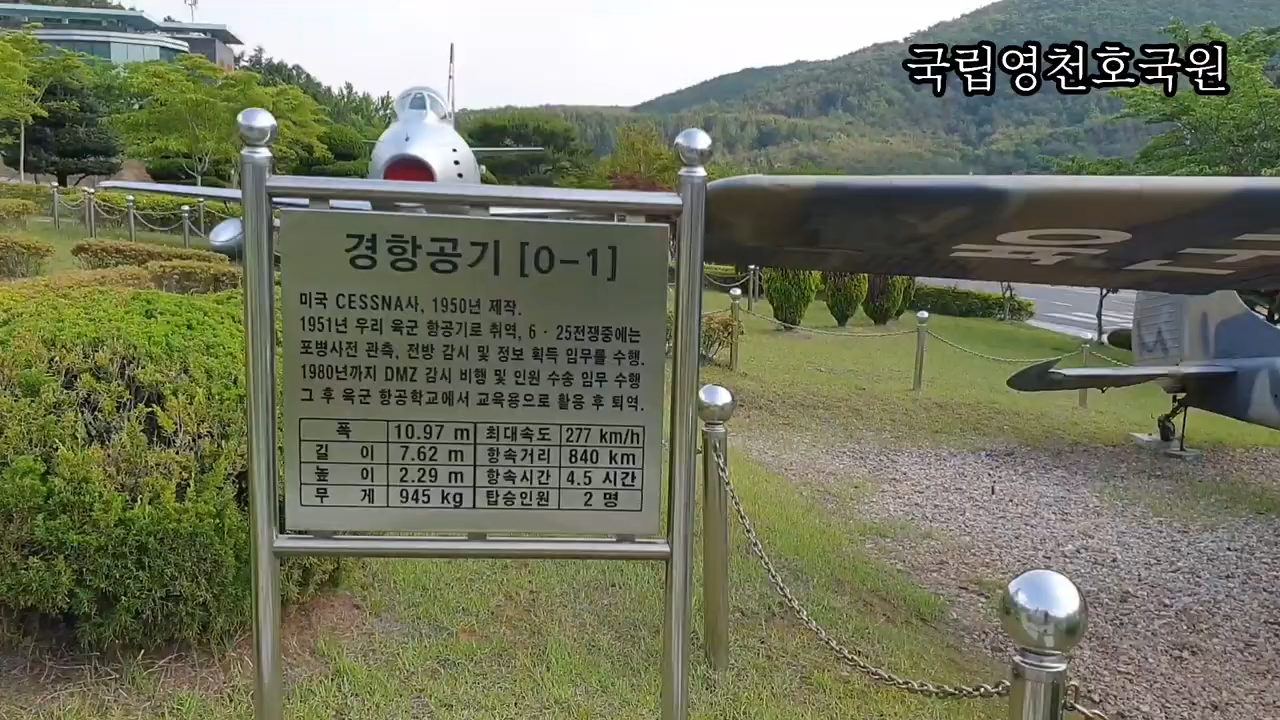 국립영천호국원
경항공기 [O-1]
미국 CESSNA사, 1950년 제작.
1951년 우리 육군 항공기로 취역, 6·25전쟁중에는
포병사전 관측, 전방 감시 및 정보 획득 임무를 수행.
1980년까지 DMZ 감시 비행 및 인원 수송 임무 수행
그 후 육군 항공학교에서 교육용으로 활용 후 퇴역.
폭 10.97 m 최대속도 277 km/h
길 이 7.62 m 항속거리 840 km
높 이 2.29 m 항속시간 4.5 시간
무 게 945 kg 탑승인원 2 명
육